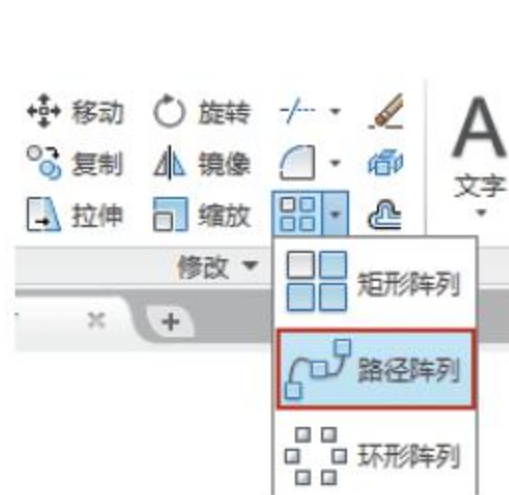 移动 旋转
复制 镜像 A
拉伸 缩放 文字
修改
矩形阵列
路径阵列
环形阵列